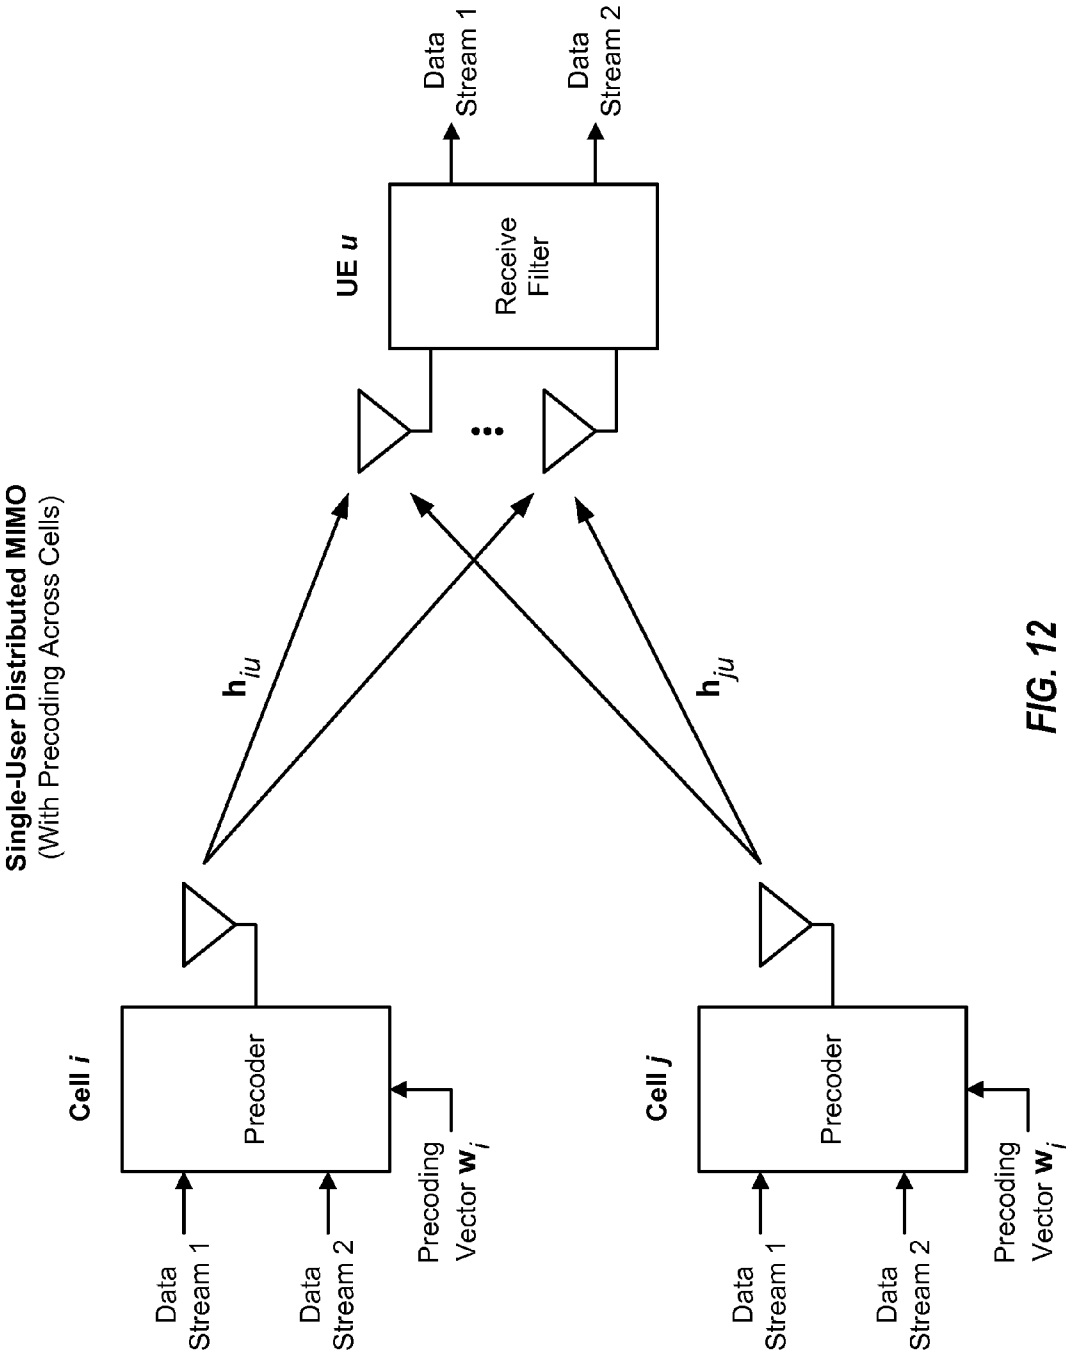 Single-User Distributed MIMO
(With Precoding Across Cells)
Cell i
Data
Stream 1
Data
Stream 2
Precoder
Precoding
Vector w_i
h_iu
UE u
Receive
Filter
Data
Stream 1
Data
Stream 2
Cell j
Data
Stream 1
Data
Stream 2
Precoder
Precoding
Vector w_i
h_ju
FIG. 12